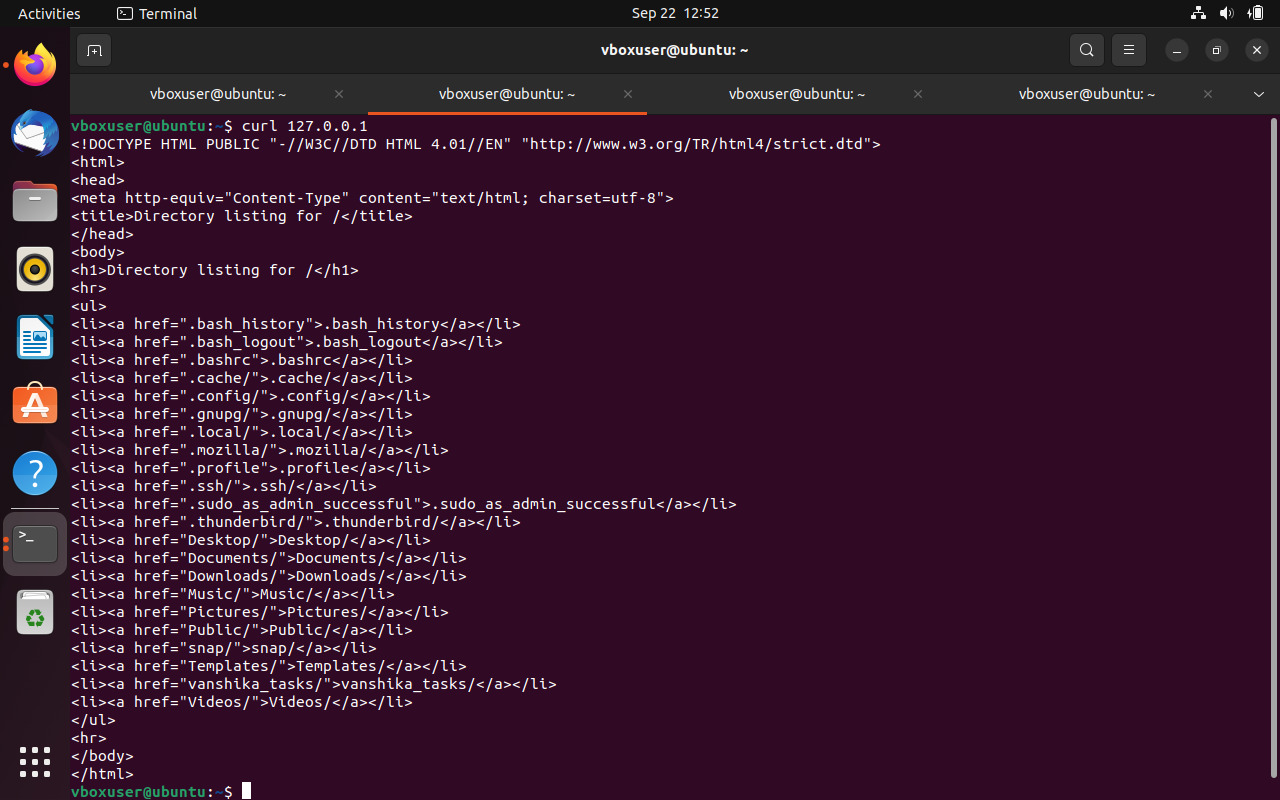 Activities Terminal Sep 22 12:52
vboxuser@ubuntu: ~
vboxuser@ubuntu: ~ vboxuser@ubuntu: ~ vboxuser@ubuntu: ~ vboxuser@ubuntu: ~
vboxuser@ubuntu:~$ curl 127.0.0.1
<!DOCTYPE HTML PUBLIC "-//W3C//DTD HTML 4.01//EN" "http://www.w3.org/TR/html4/strict.dtd">
<html>
<head>
<meta http-equiv="Content-Type" content="text/html; charset=utf-8">
<title>Directory listing for /</title>
</head>
<body>
<h1>Directory listing for /</h1>
<hr>
<ul>
<li><a href=".bash_history">.bash_history</a></li>
<li><a href=".bash_logout">.bash_logout</a></li>
<li><a href=".bashrc">.bashrc</a></li>
<li><a href=".cache/">.cache/</a></li>
<li><a href=".config/">.config/</a></li>
<li><a href=".gnupg/">.gnupg/</a></li>
<li><a href=".local/">.local/</a></li>
<li><a href=".mozilla/">.mozilla/</a></li>
<li><a href=".profile">.profile</a></li>
<li><a href=".ssh/">.ssh/</a></li>
<li><a href=".sudo_as_admin_successful">.sudo_as_admin_successful</a></li>
<li><a href=".thunderbird/">.thunderbird/</a></li>
<li><a href="Desktop/">Desktop/</a></li>
<li><a href="Documents/">Documents/</a></li>
<li><a href="Downloads/">Downloads/</a></li>
<li><a href="Music/">Music/</a></li>
<li><a href="Pictures/">Pictures/</a></li>
<li><a href="Public/">Public/</a></li>
<li><a href="snap/">snap/</a></li>
<li><a href="Templates/">Templates/</a></li>
<li><a href="vanshika_tasks/">vanshika_tasks/</a></li>
<li><a href="Videos/">Videos/</a></li>
</ul>
<hr>
</body>
</html>
vboxuser@ubuntu:~$